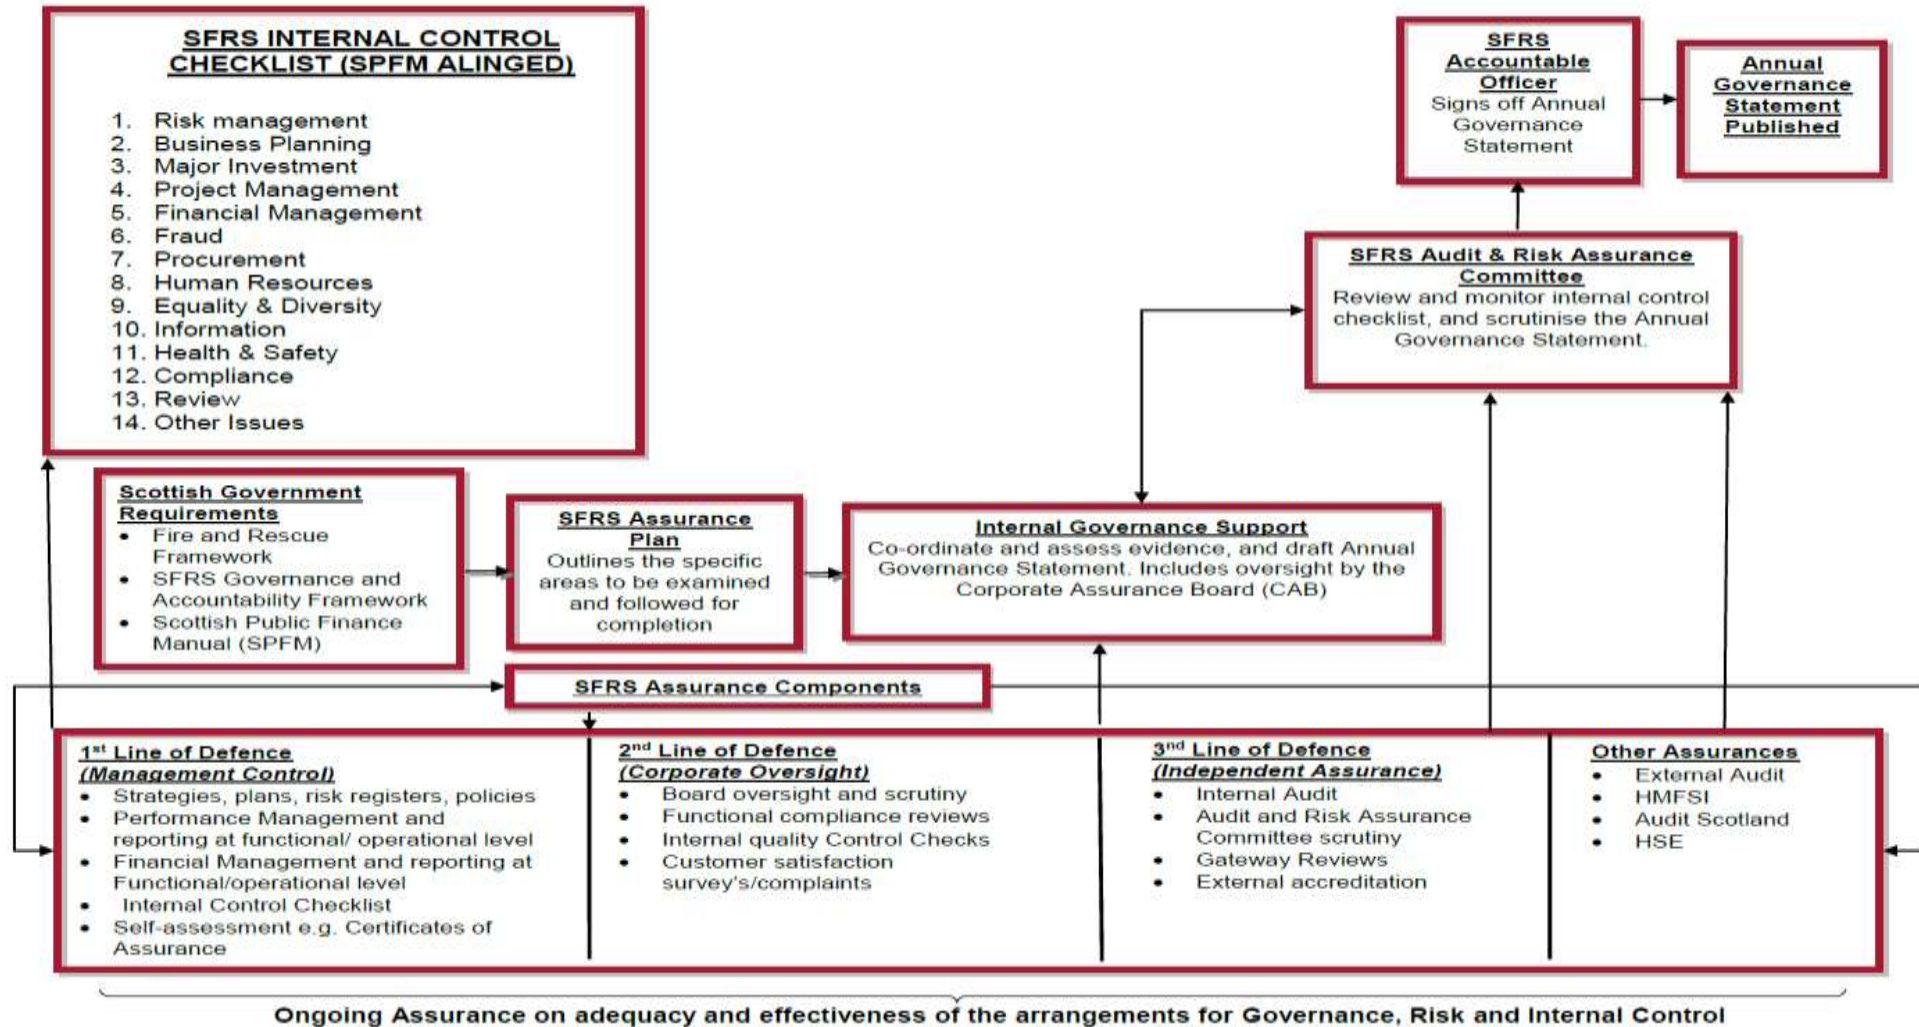 SFRS INTERNAL CONTROL
CHECKLIST (SPFM ALINGED)
1. Risk management
2. Business Planning
3. Major Investment
4. Project Management
5. Financial Management
6. Fraud
7. Procurement
8. Human Resources
9. Equality & Diversity
10. Information
11. Health & Safety
12. Compliance
13. Review
14. Other Issues
SFRS
Accountable
Officer
Signs off Annual
Governance
Statement
Annual
Governance
Statement
Published
SFRS Audit & Risk Assurance
Committee
Review and monitor internal control
checklist, and scrutinise the Annual
Governance Statement.
Scottish Government
Requirements
• Fire and Rescue
Framework
• SFRS Governance and
Accountability Framework
• Scottish Public Finance
Manual (SPFM)
SFRS Assurance
Plan
Outlines the specific
areas to be examined
and followed for
completion
Internal Governance Support
Co-ordinate and assess evidence, and draft Annual
Governance Statement. Includes oversight by the
Corporate Assurance Board (CAB)
SFRS Assurance Components
1st Line of Defence
(Management Control)
• Strategies, plans, risk registers, policies
• Performance Management and
reporting at functional/ operational level
• Financial Management and reporting at
Functional/operational level
• Internal Control Checklist
• Self-assessment e.g. Certificates of
Assurance
2nd Line of Defence
(Corporate Oversight)
• Board oversight and scrutiny
• Functional compliance reviews
• Internal quality Control Checks
• Customer satisfaction
survey's/complaints
3nd Line of Defence
(Independent Assurance)
• Internal Audit
• Audit and Risk Assurance
Committee scrutiny
• Gateway Reviews
• External accreditation
Other Assurances
• External Audit
• HMFSI
• Audit Scotland
• HSE
Ongoing Assurance on adequacy and effectiveness of the arrangements for Governance, Risk and Internal Control